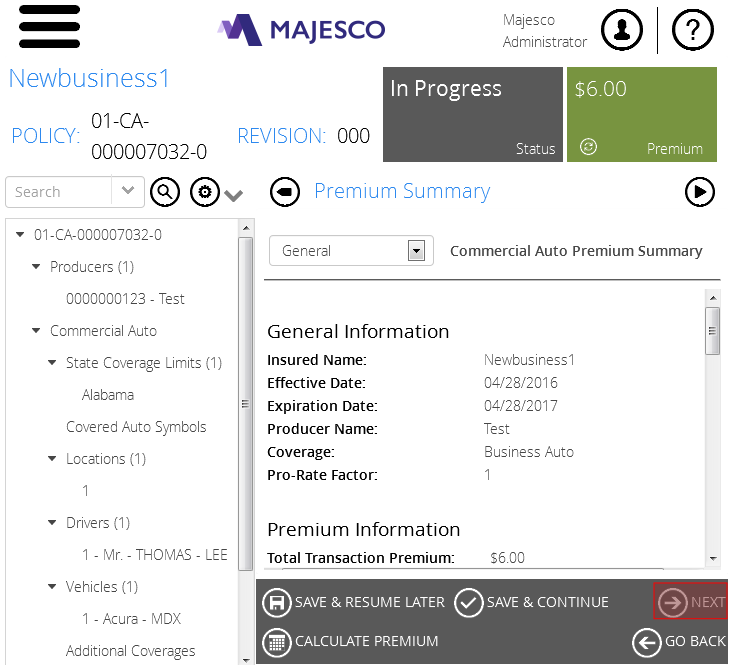 MAJESCO
Majesco
Administrator
?
Newbusiness1
POLICY: 01-CA-
000007032-0
REVISION: 000
In Progress
Status
$6.00
Premium
Search
Premium Summary
01-CA-000007032-0
Producers (1)
0000000123 - Test
Commercial Auto
State Coverage Limits (1)
Alabama
Covered Auto Symbols
Locations (1)
1
Drivers (1)
1 - Mr. - THOMAS - LEE
Vehicles (1)
1 - Acura - MDX
Additional Coverages
General
Commercial Auto Premium Summary
General Information
Insured Name: Newbusiness1
Effective Date: 04/28/2016
Expiration Date: 04/28/2017
Producer Name: Test
Coverage: Business Auto
Pro-Rate Factor: 1
Premium Information
Total Transaction Premium: $6.00
SAVE & RESUME LATER SAVE & CONTINUE NEXT
CALCULATE PREMIUM GO BACK